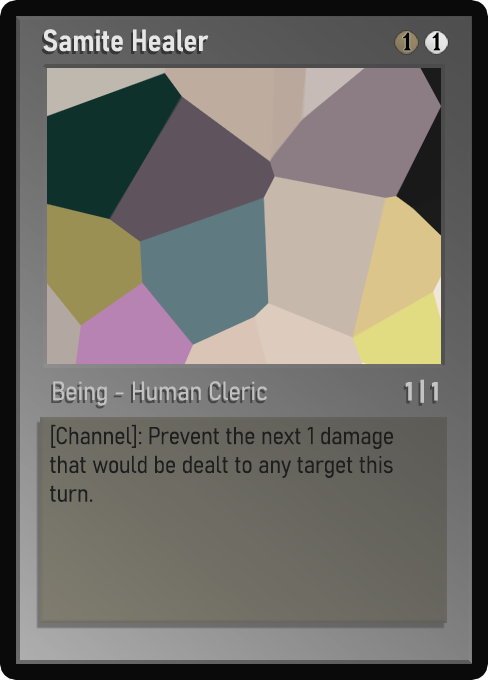 Samite Healer 1 1
Being - Human Cleric 1|1
[Channel]: Prevent the next 1 damage
that would be dealt to any target this
turn.